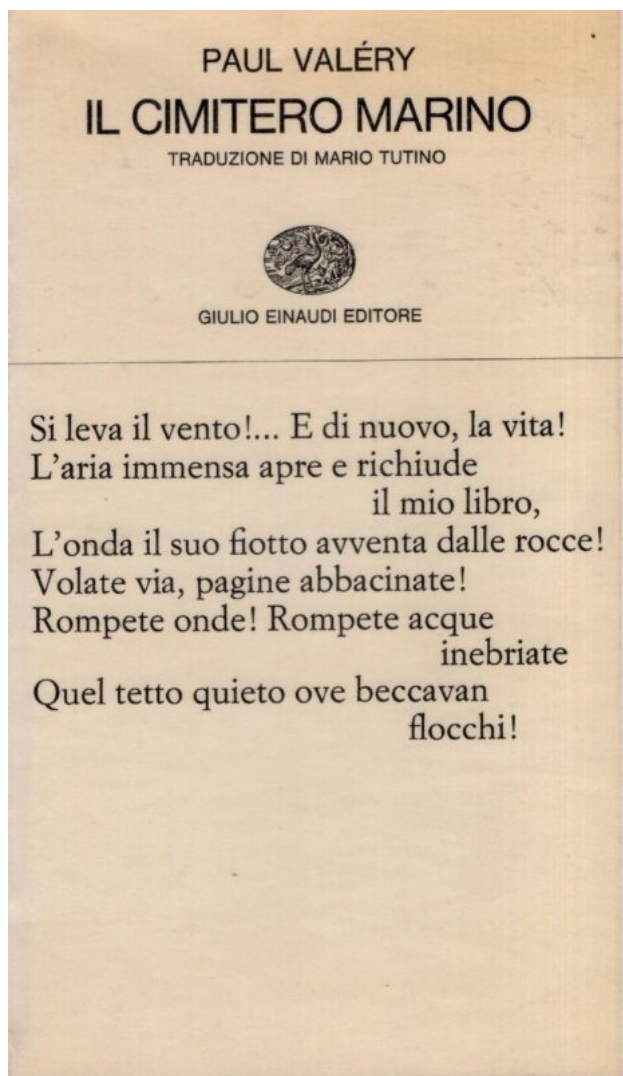 PAUL VALÉRY
IL CIMITERO MARINO
TRADUZIONE DI MARIO TUTINO
GIULIO EINAUDI EDITORE
Si leva il vento!... E di nuovo, la vita!
L'aria immensa apre e richiude
il mio libro,
L'onda il suo fiotto avventa dalle rocce!
Volate via, pagine abbacinate!
Rompete onde! Rompete acque
inebriate
Quel tetto quieto ove beccavan
flocchi!